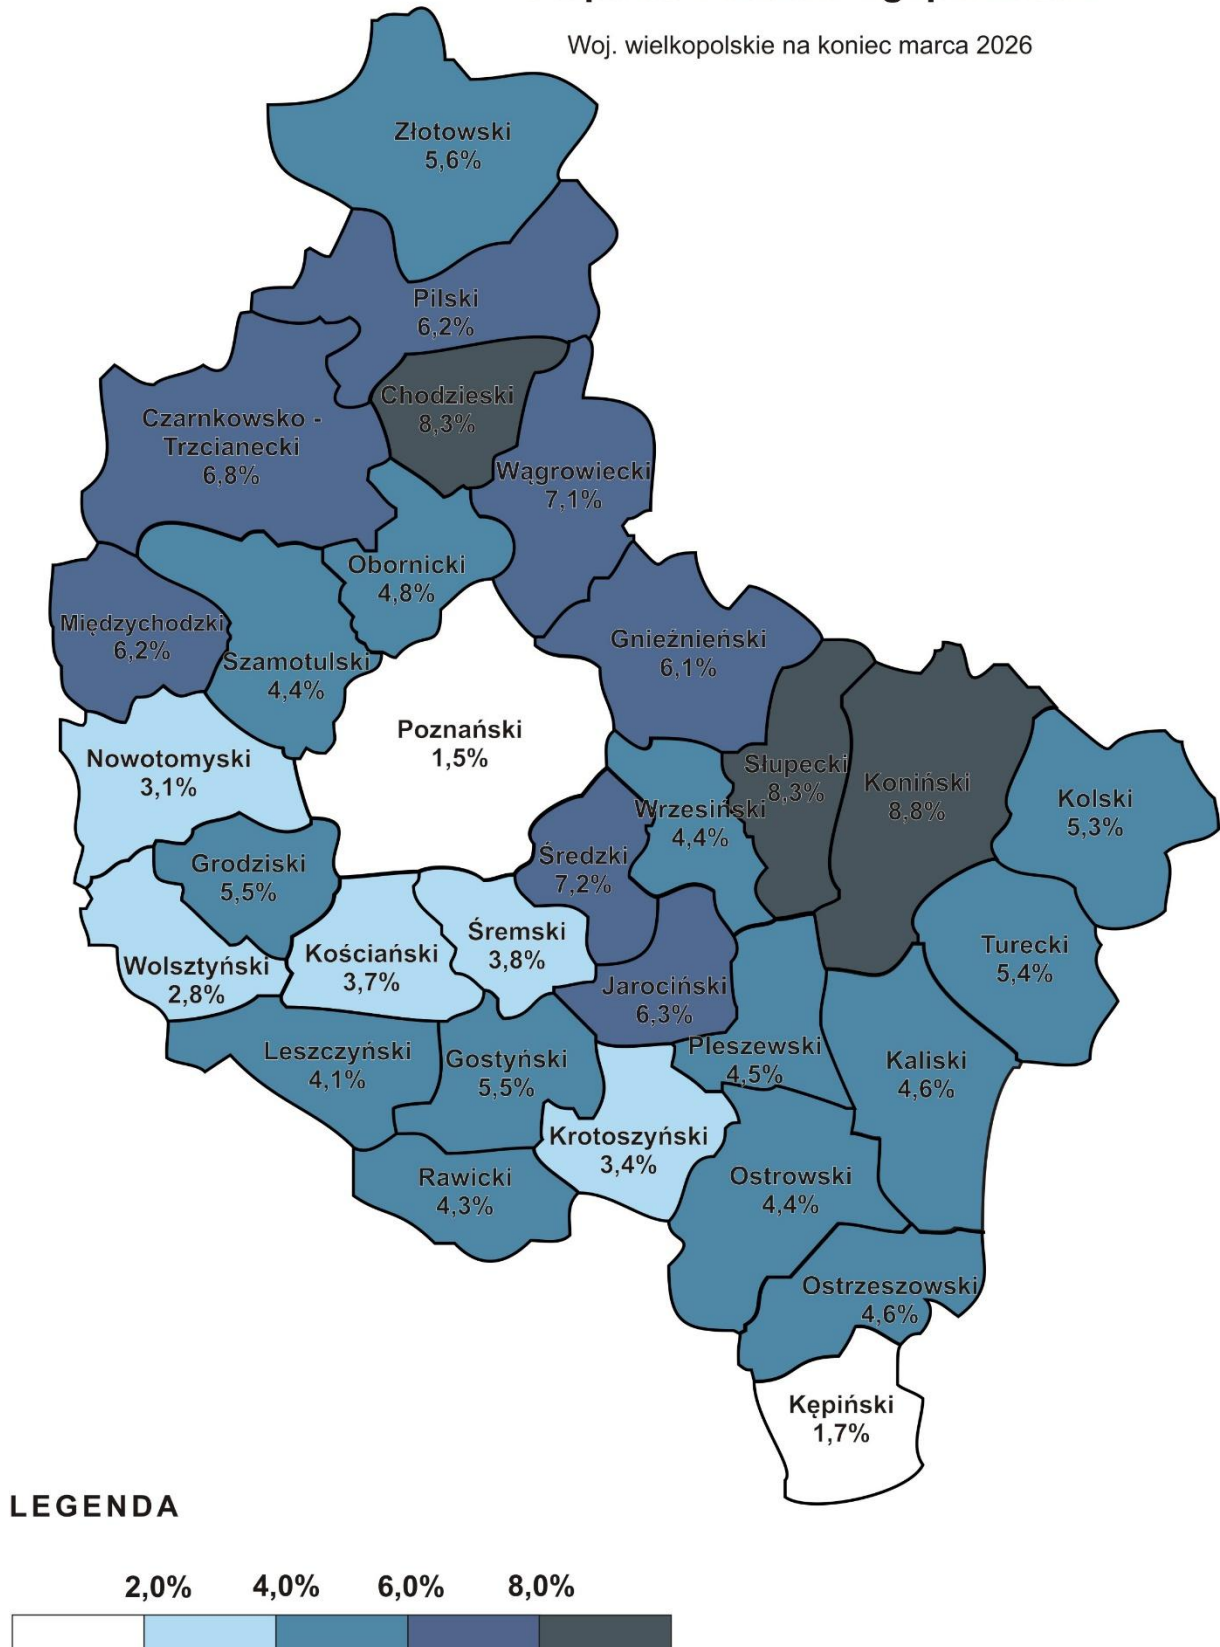 Woj. wielkopolskie na koniec marca 2026
Złotowski
5,6%
Pilski
6,2%
Chodzieski
8,3%
Czarnkowsko -
Trzcianecki
6,8%
Wągrowiecki
7,1%
Obornicki
4,8%
Międzychodzki
6,2%
Szamotulski
4,4%
Gnieźnieński
6,1%
Poznański
1,5%
Nowotomyski
3,1%
Słupecki
8,3%
Koniński
8,8%
Kolski
5,3%
Wrzesiński
4,4%
Grodziski
5,5%
Średzki
7,2%
Śremski
3,8%
Kościański
3,7%
Wolsztyński
2,8%
Turecki
5,4%
Jarociński
6,3%
Leszczyński
4,1%
Gostyński
5,5%
Pleszewski
4,5%
Kaliski
4,6%
Krotoszyński
3,4%
Rawicki
4,3%
Ostrowski
4,4%
Ostrzeszowski
4,6%
Kępiński
1,7%
LEGENDA
2,0% 4,0% 6,0% 8,0%